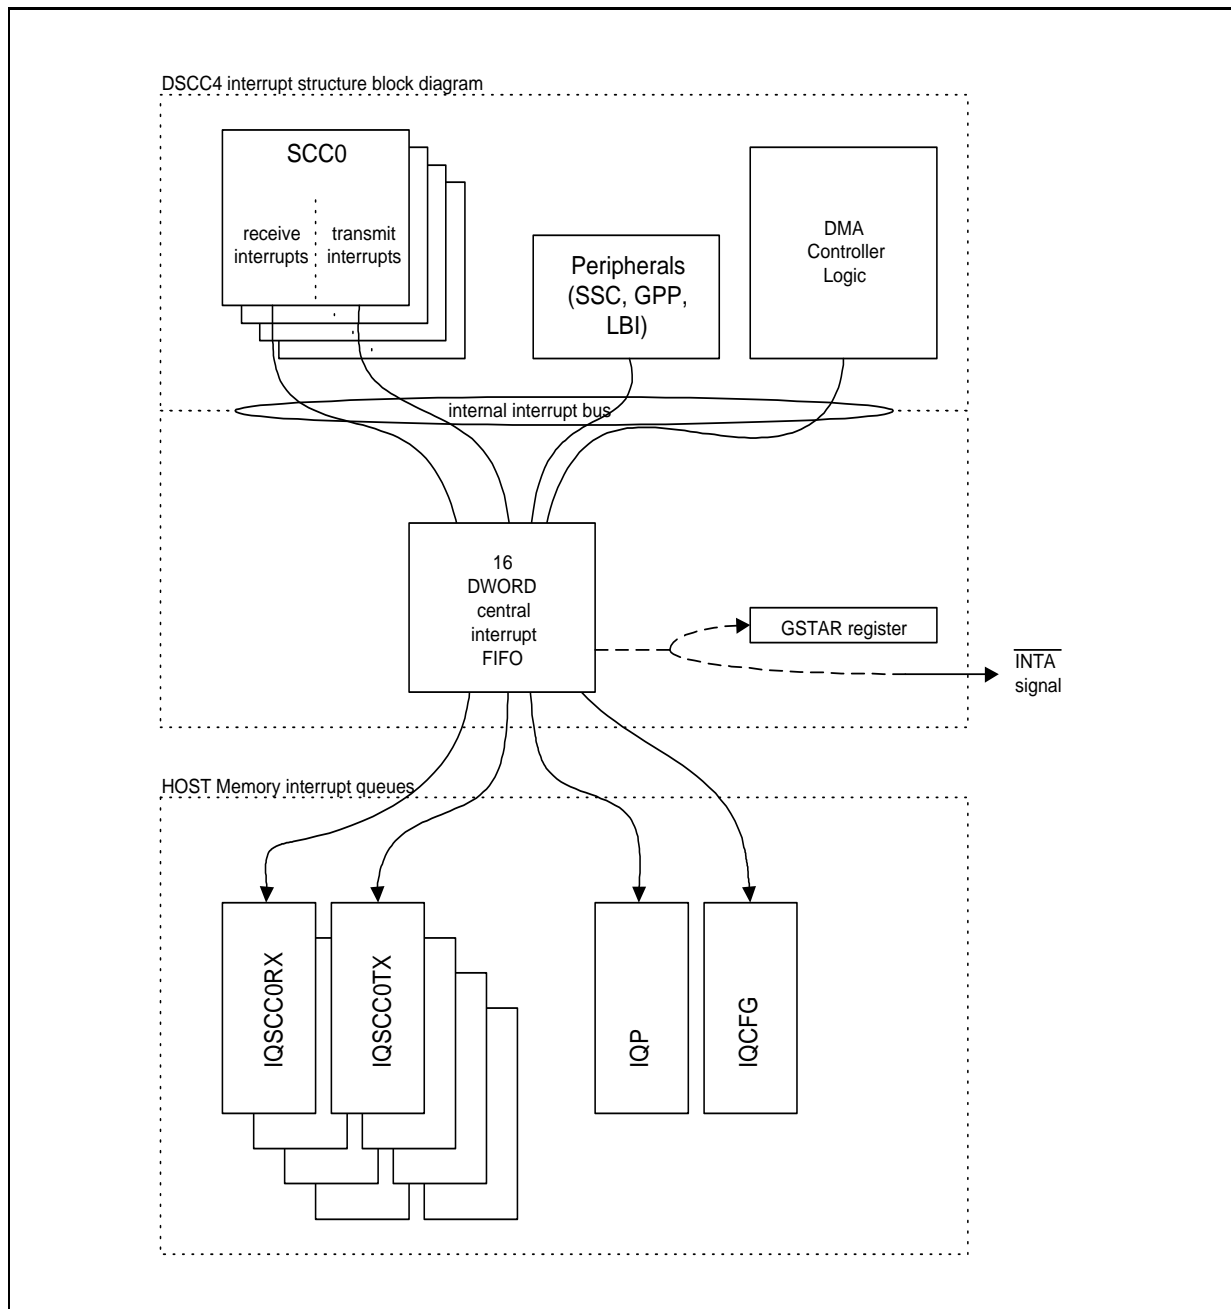 DSCC4 interrupt structure block diagram
SCC0
receive
interrupts
transmit
interrupts
Peripherals
(SSC, GPP,
LBI)
DMA
Controller
Logic
internal interrupt bus
16
DWORD
central
interrupt
FIFO
GSTAR register
INTA
signal
HOST Memory interrupt queues
IQSCC0RX
IQSCC0TX
IQP
IQCFG